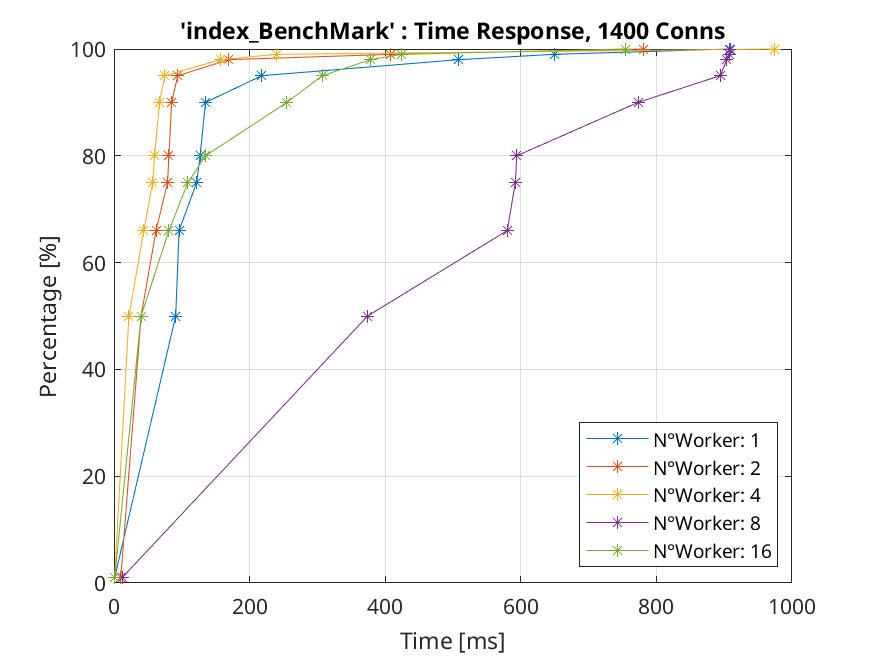 'index_BenchMark' : Time Response, 1400 Conns
Percentage [%]
100
80
60
40
20
0
0 200 400 600 800 1000
Time [ms]
N°Worker: 1
N°Worker: 2
N°Worker: 4
N°Worker: 8
N°Worker: 16